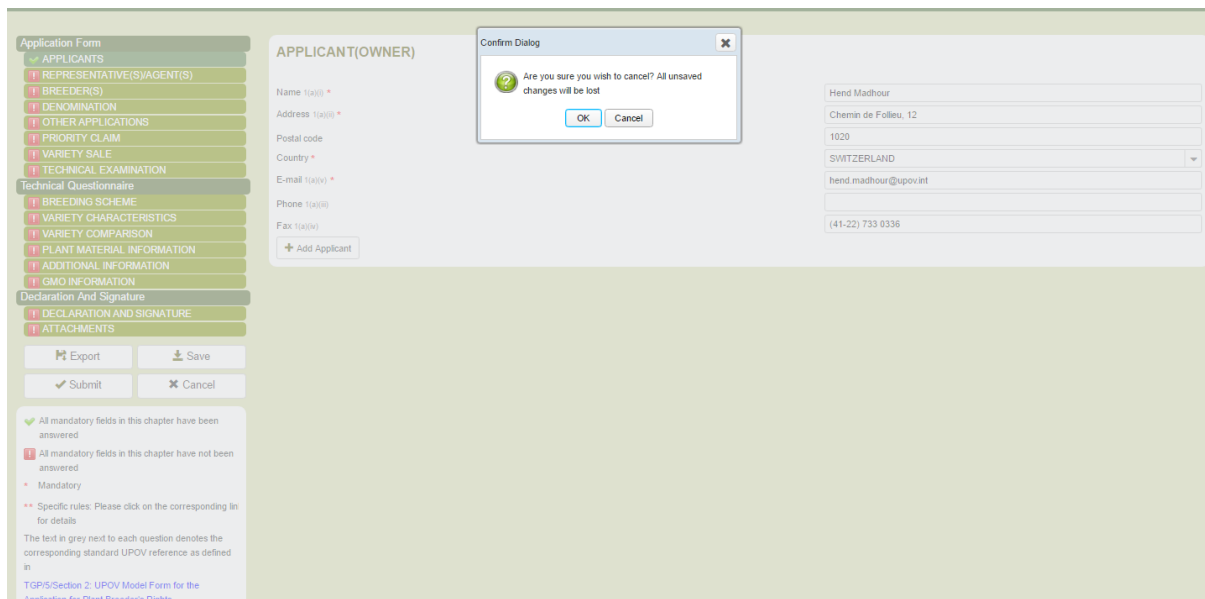 Application Form
APPLICANTS
REPRESENTATIVE(S)/AGENT(S)
BREEDER(S)
DENOMINATION
OTHER APPLICATIONS
PRIORITY CLAIM
VARIETY SALE
TECHNICAL EXAMINATION
Technical Questionnaire
BREEDING SCHEME
VARIETY CHARACTERISTICS
VARIETY COMPARISON
PLANT MATERIAL INFORMATION
ADDITIONAL INFORMATION
GMO INFORMATION
Declaration And Signature
DECLARATION AND SIGNATURE
ATTACHMENTS
Export
Save
Submit
Cancel
All mandatory fields in this chapter have been
answered
All mandatory fields in this chapter have not been
answered
* Mandatory
** Specific rules: Please click on the corresponding lin
for details
The text in grey next to each question denotes the
corresponding standard UPOV reference as defined
in
TGP/5/Section 2: UPOV Model Form for the
Application for Plant Breeder's Rights
APPLICANT(OWNER)
Name 1(a)(i) *
Hend Madhour
Address 1(a)(ii) *
Chemin de Follieu, 12
Postal code
1020
Country *
SWITZERLAND
E-mail 1(a)(v) *
hend.madhour@upov.int
Phone 1(a)(iii)
Fax 1(a)(iv)
(41-22) 733 0336
Add Applicant
Confirm Dialog
Are you sure you wish to cancel? All unsaved
changes will be lost
OK
Cancel